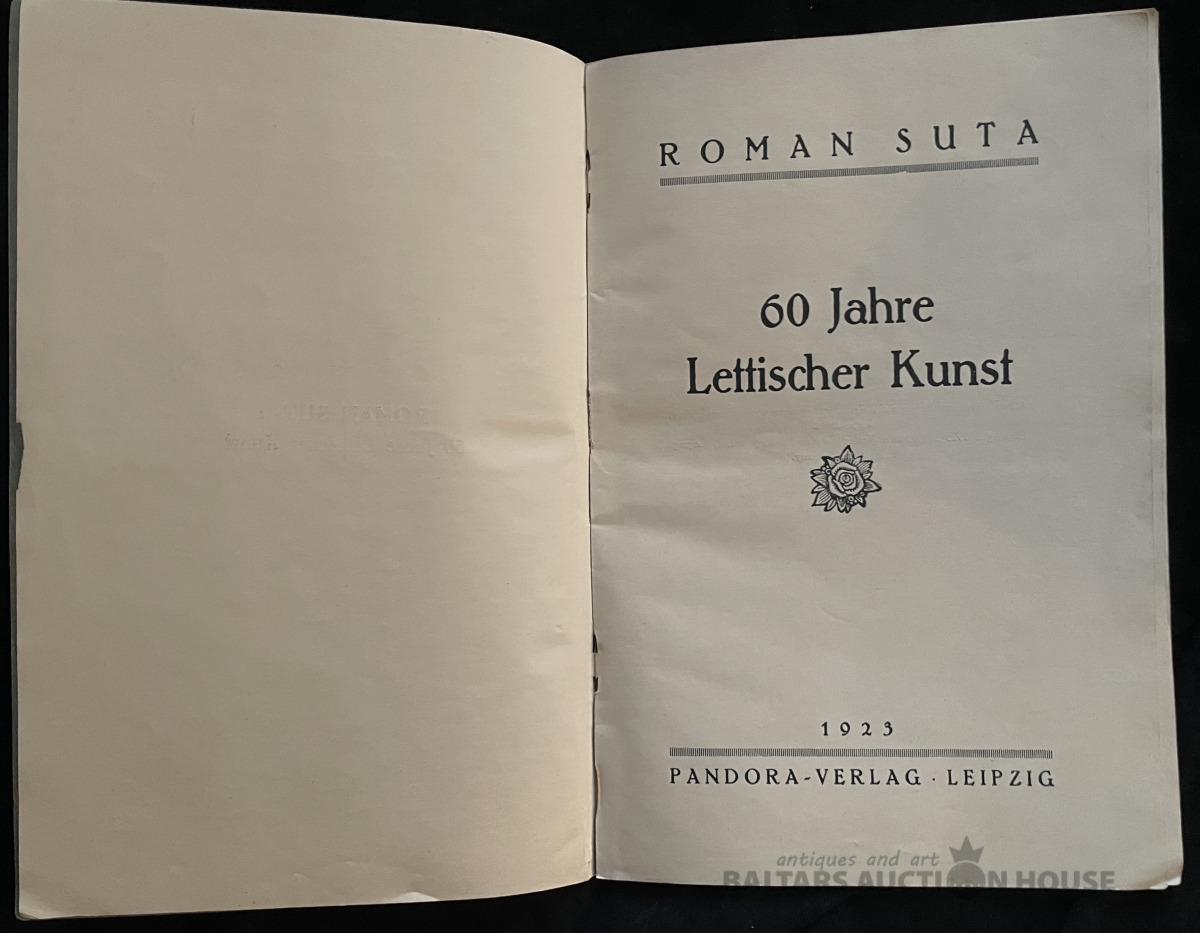 ROMAN SUTA
60 Jahre
Lettischer Kunst
1923
PANDORA-VERLAG · LEIPZIG
antiques and art
BALTARS AUCTION HOUSE